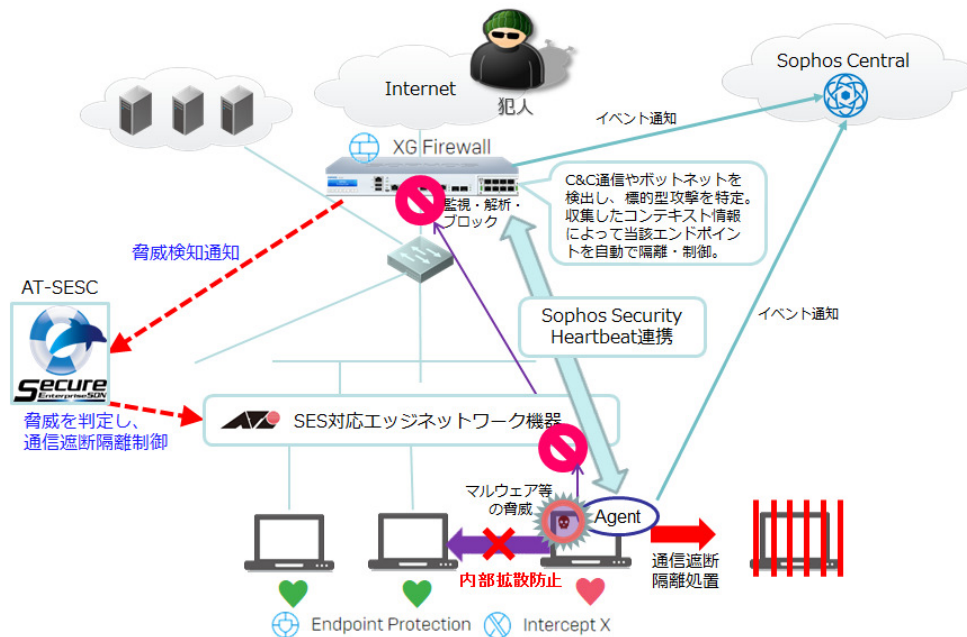 Internet
犯人
Sophos Central
イベント通知
XG Firewall
監視・解析・
ブロック
C&C通信やボットネットを
検出し、標的型攻撃を特定。
収集したコンテキスト情報
によって当該エンドポイン
トを自動で隔離・制御。
脅威検知通知
AT-SESC
Secure
EnterpriseSDN
Sophos Security
Heartbeat連携
イベント通知
脅威を判定し、
通信遮断隔離制御
SES対応エッジネットワーク機器
マルウェア等
の脅威
Agent
通信遮断
隔離処置
内部拡散防止
Endpoint Protection
Intercept X